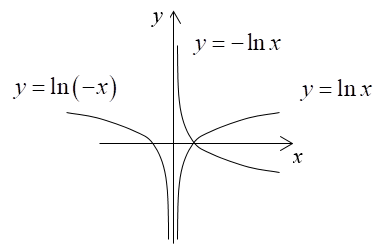 y
y = −ln x
y = ln(−x)
y = ln x
x